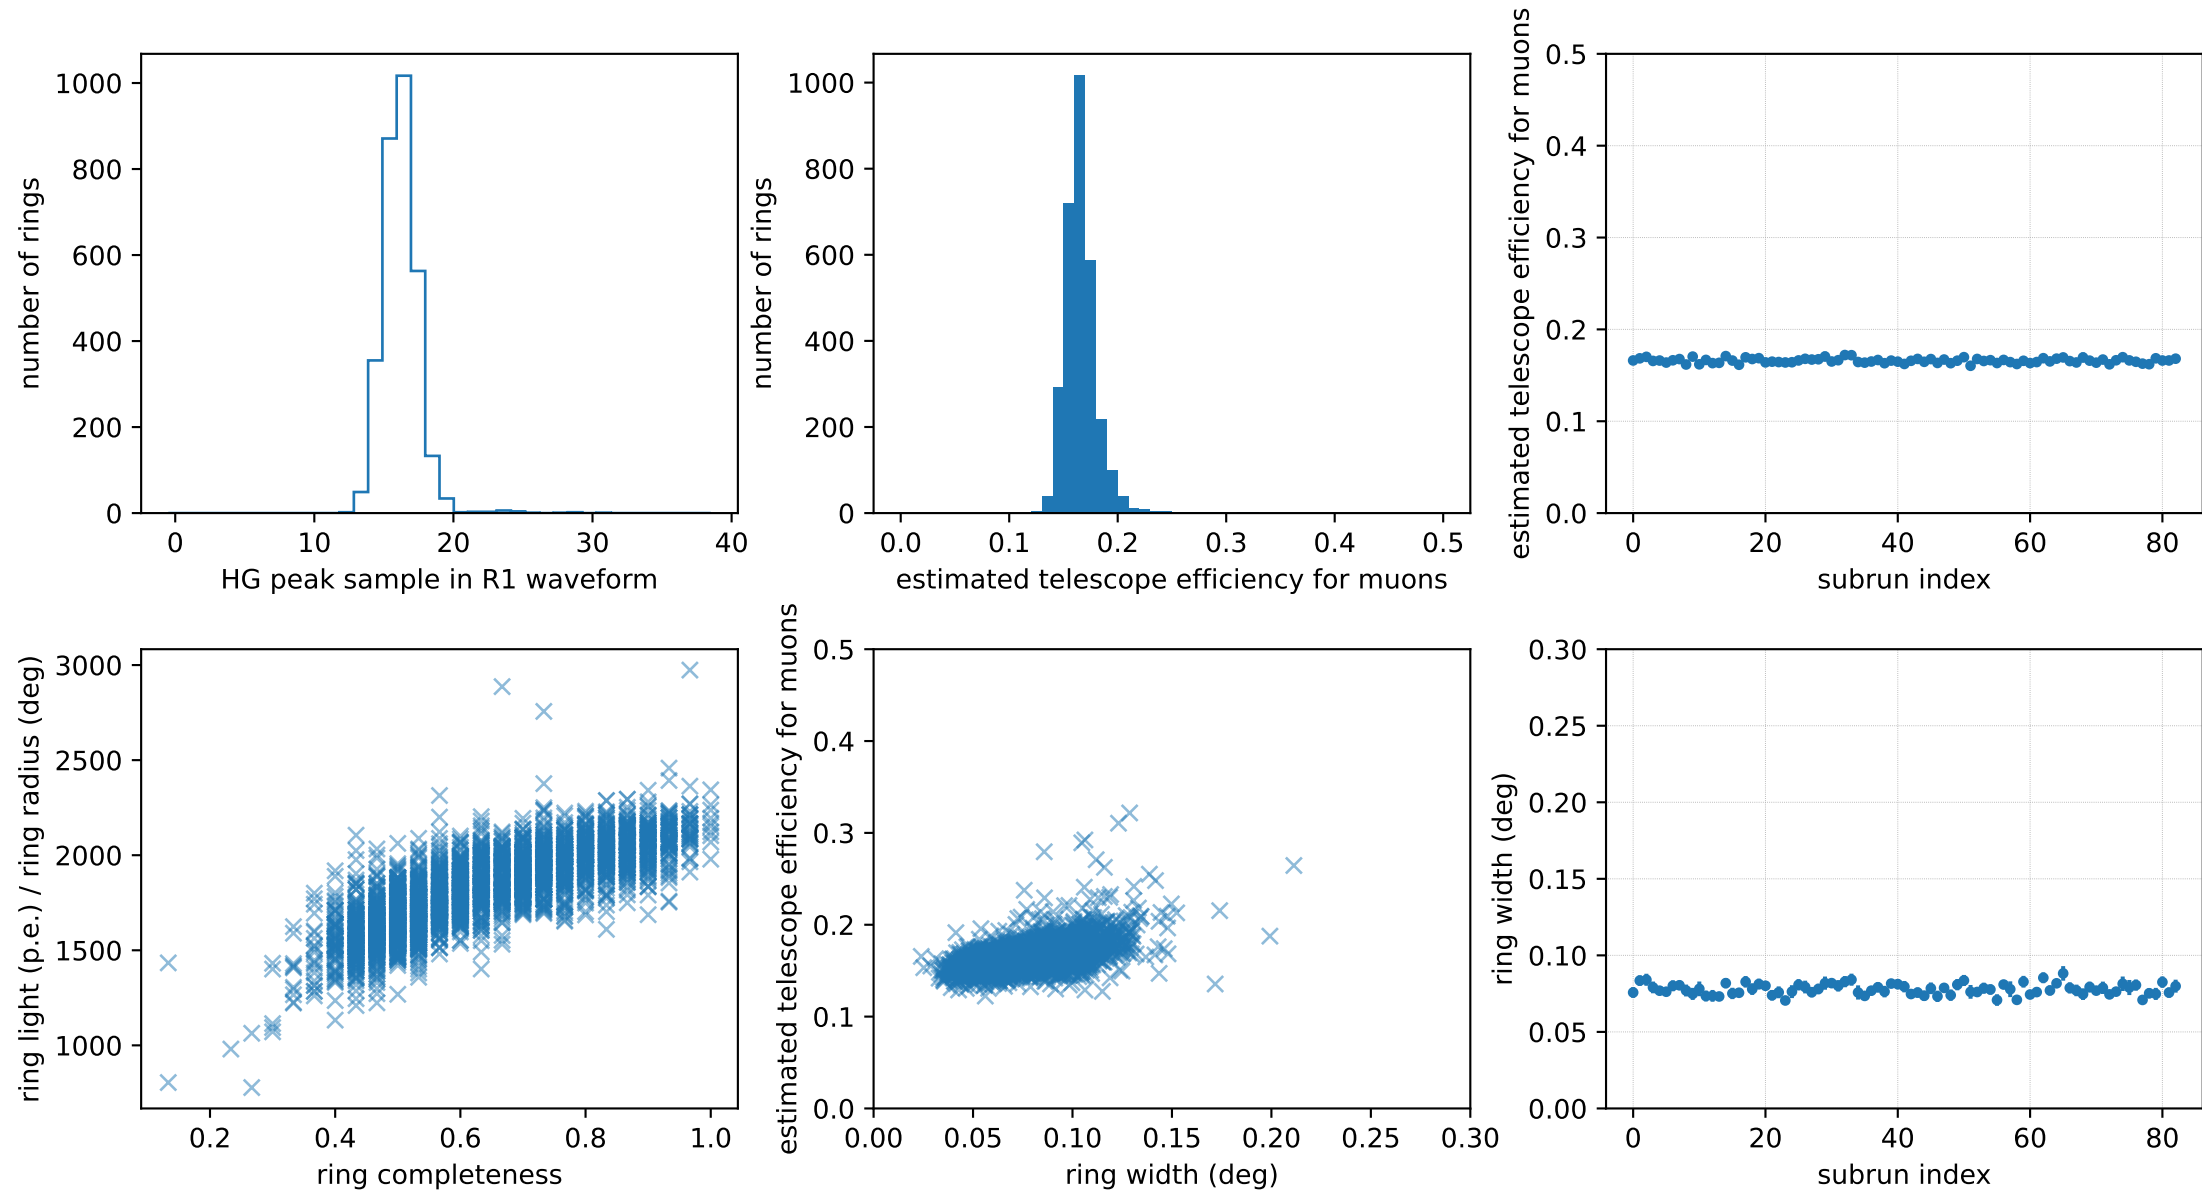 number of rings
1000
800
600
400
200
0
0 10 20 30 40
HG peak sample in R1 waveform
number of rings
1000
800
600
400
200
0
0.0 0.1 0.2 0.3 0.4 0.5
estimated telescope efficiency for muons
estimated telescope efficiency for muons
0.5
0.4
0.3
0.2
0.1
0.0
0 20 40 60 80
subrun index
ring light (p.e.) / ring radius (deg)
3000
2500
2000
1500
1000
0.2 0.4 0.6 0.8 1.0
ring completeness
estimated telescope efficiency for muons
0.5
0.4
0.3
0.2
0.1
0.0
0.00 0.05 0.10 0.15 0.20 0.25 0.30
ring width (deg)
ring width (deg)
0.30
0.25
0.20
0.15
0.10
0.05
0.00
0 20 40 60 80
subrun index